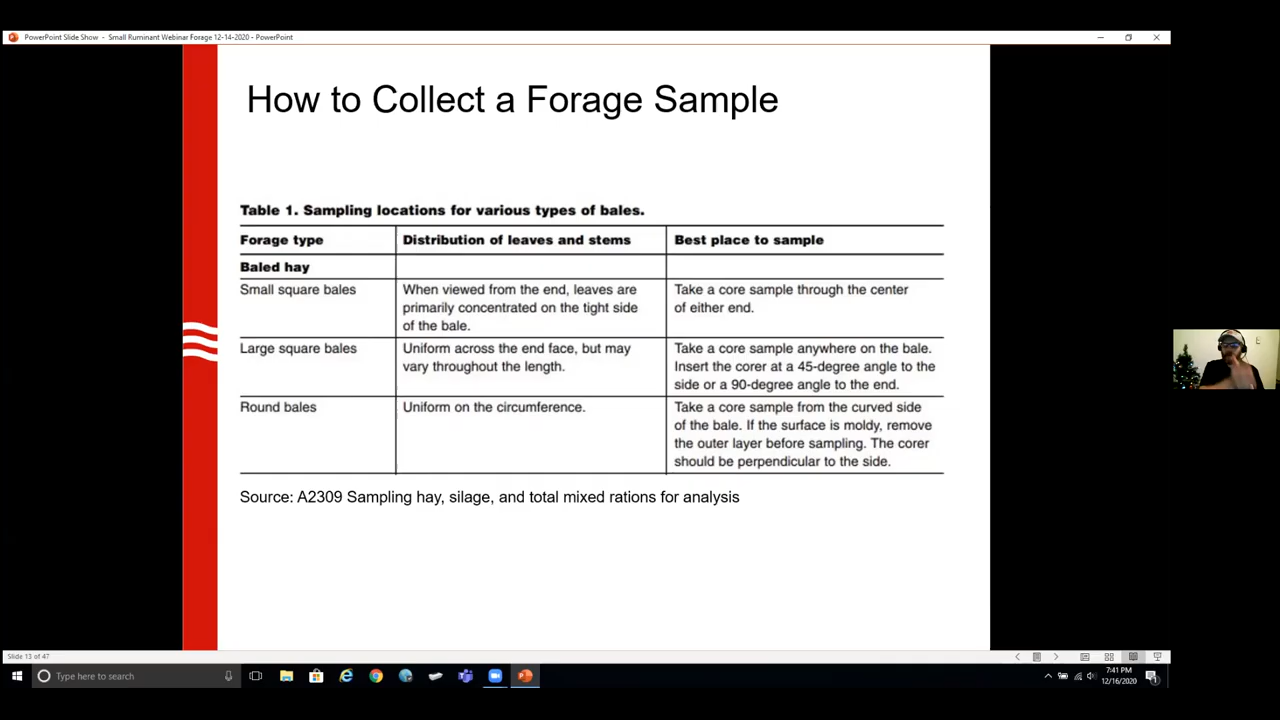 PowerPoint Slide Show - Small Ruminant Webinar Forage 12-14-2020 - PowerPoint
How to Collect a Forage Sample
Table 1. Sampling locations for various types of bales.
Forage type
Distribution of leaves and stems
Best place to sample
Baled hay
Small square bales
When viewed from the end, leaves are
primarily concentrated on the tight side
of the bale.
Take a core sample through the center
of either end.
Large square bales
Uniform across the end face, but may
vary throughout the length.
Take a core sample anywhere on the bale.
Insert the corer at a 45-degree angle to the
side or a 90-degree angle to the end.
Round bales
Uniform on the circumference.
Take a core sample from the curved side
of the bale. If the surface is moldy, remove
the outer layer before sampling. The corer
should be perpendicular to the side.
Source: A2309 Sampling hay, silage, and total mixed rations for analysis
Slide 13 of 47
Type here to search
7:41 PM
12/16/2020